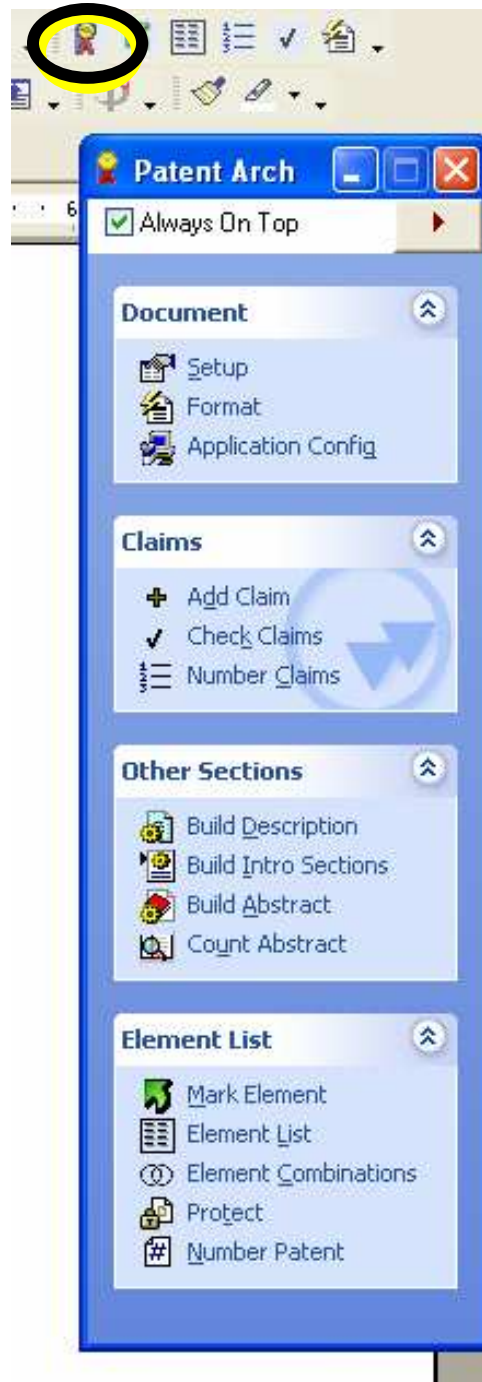 6
Patent Arch
Always On Top
Document
Setup
Format
Application Config
Claims
Add Claim
Check Claims
Number Claims
Other Sections
Build Description
Build Intro Sections
Build Abstract
Count Abstract
Element List
Mark Element
Element List
Element Combinations
Protect
Number Patent